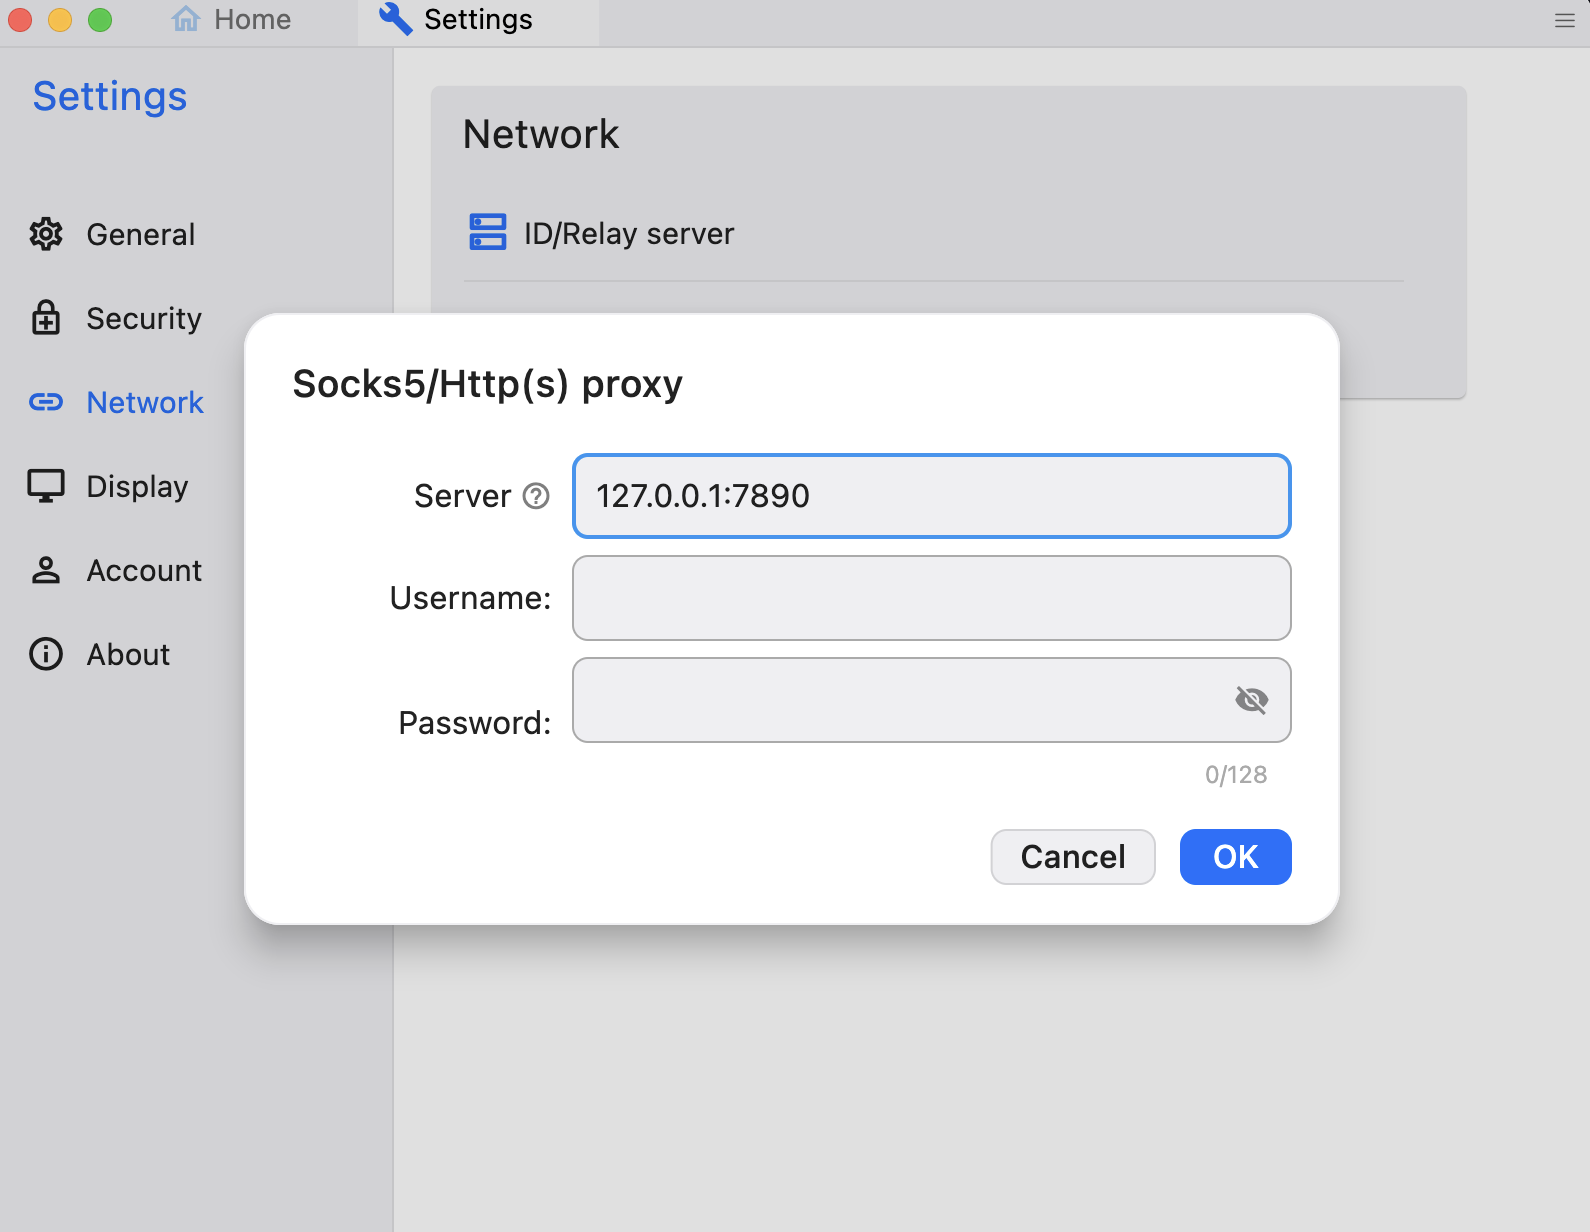 Home
Settings
Settings
General
Security
Network
Display
Account
About
Network
ID/Relay server
Socks5/Http(s) proxy
Server
127.0.0.1:7890
Username:
Password:
0/128
Cancel
OK